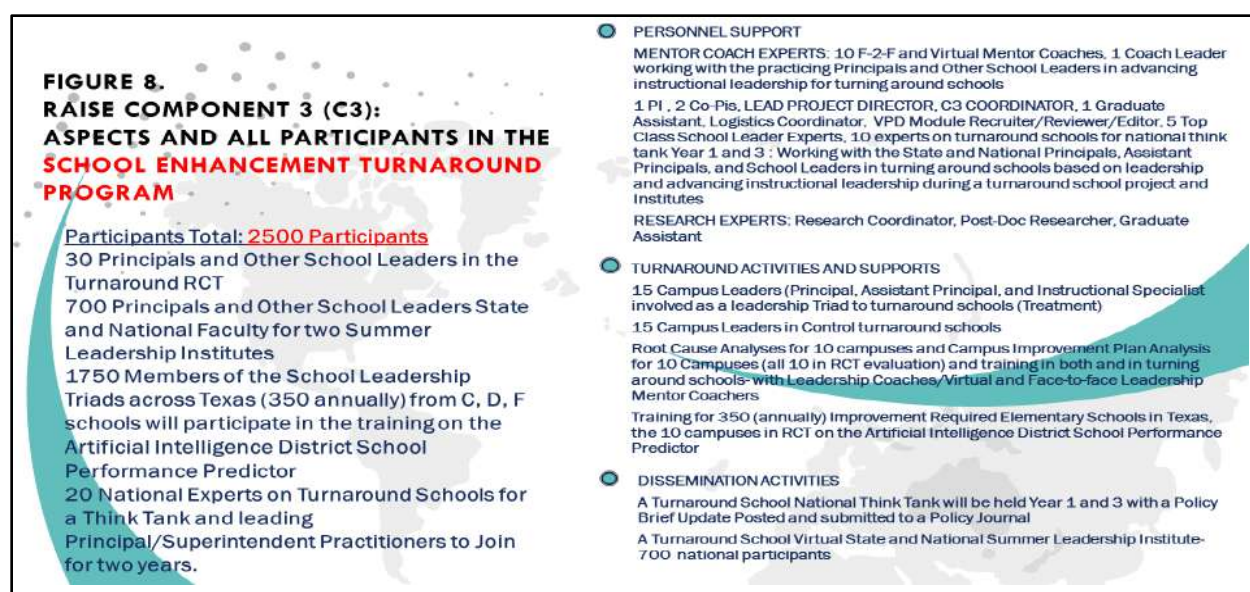 FIGURE 8.
RAISE COMPONENT 3 (C3):
ASPECTS AND ALL PARTICIPANTS IN THE
SCHOOL ENHANCEMENT TURNAROUND
PROGRAM
Participants Total: 2500 Participants
30 Principals and Other School Leaders in the
Turnaround RCT
700 Principals and Other School Leaders State
and National Faculty for two Summer
Leadership Institutes
1750 Members of the School Leadership
Triads across Texas (350 annually) from C, D, F
schools will participate in the training on the
Artificial Intelligence District School
Performance Predictor
20 National Experts on Turnaround Schools for
a Think Tank and leading
Principal/Superintendent Practitioners to Join
for two years.
PERSONNEL SUPPORT
MENTOR COACH EXPERTS: 10 F-2-F and Virtual Mentor Coaches, 1 Coach Leader
working with the practicing Principals and Other School Leaders in advancing
instructional leadership for turning around schools
1 PI , 2 Co-Pis, LEAD PROJECT DIRECTOR, C3 COORDINATOR, 1 Graduate
Assistant, Logistics Coordinator, VPD Module Recruiter/Reviewer/Editor, 5 Top
Class School Leader Experts, 10 experts on turnaround schools for national think
tank Year 1 and 3 : Working with the State and National Principals, Assistant
Principals, and School Leaders in turning around schools based on leadership
and advancing instructional leadership during a turnaround school project and
Institutes
RESEARCH EXPERTS: Research Coordinator, Post-Doc Researcher, Graduate
Assistant
TURNAROUND ACTIVITIES AND SUPPORTS
15 Campus Leaders (Principal, Assistant Principal, and Instructional Specialist
involved as a leadership Triad to turnaround schools (Treatment)
15 Campus Leaders in Control turnaround schools
Root Cause Analyses for 10 campuses and Campus Improvement Plan Analysis
for 10 Campuses (all 10 in RCT evaluation) and training in both and in turning
around schools- with Leadership Coaches/Virtual and Face-to-face Leadership
Mentor Coachers
Training for 350 (annually) Improvement Required Elementary Schools in Texas,
the 10 campuses in RCT on the Artificial Intelligence District School Performance
Predictor
DISSEMINATION ACTIVITIES
A Turnaround School National Think Tank will be held Year 1 and 3 with a Policy
Brief Update Posted and submitted to a Policy Journal
A Turnaround School Virtual State and National Summer Leadership Institute-
700 national participants